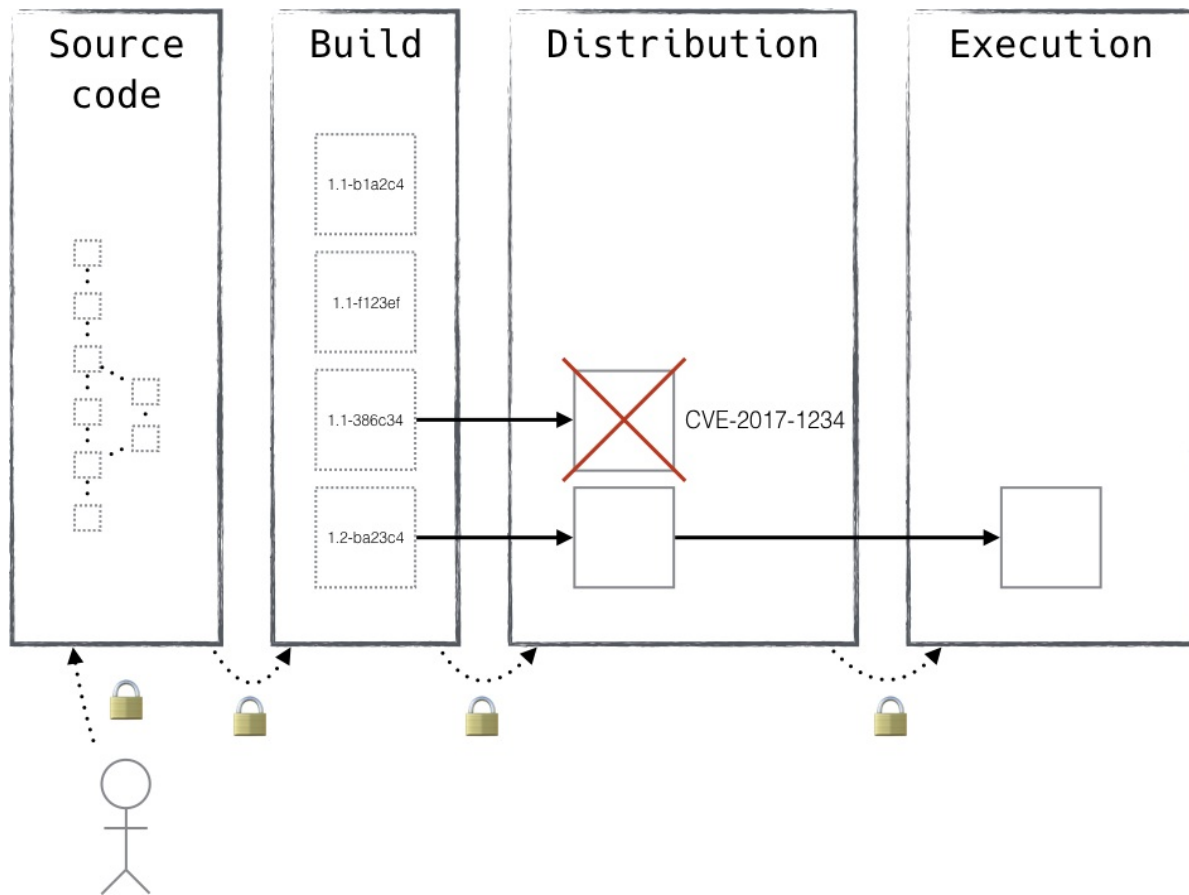 Source
code
Build
Distribution
Execution
1.1-b1a2c4
1.1-f123ef
1.1-386c34
CVE-2017-1234
1.2-ba23c4